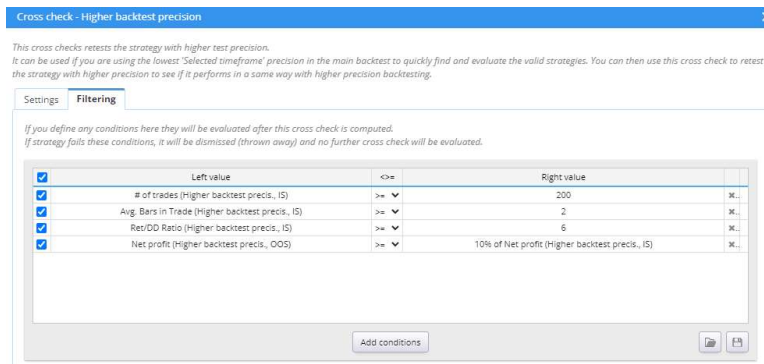 Cross check - Higher backtest precision
This cross checks retests the strategy with higher test precision.
It can be used if you are using the lowest 'Selected timeframe' precision in the main backtest to quickly find and evaluate the valid strategies. You can then use this cross check to retest
the strategy with higher precision to see if it performs in a same way with higher precision backtesting.
Settings Filtering
If you define any conditions here they will be evaluated after this cross check is computed.
If strategy fails these conditions, it will be dismissed (thrown away) and no further cross check will be evaluated.
Left value <>= Right value
# of trades (Higher backtest precis., IS) >= 200
Avg. Bars in Trade (Higher backtest precis., IS) >= 2
Ret/DD Ratio (Higher backtest precis., IS) >= 6
Net profit (Higher backtest precis., OOS) >= 10% of Net profit (Higher backtest precis., IS)
Add conditions